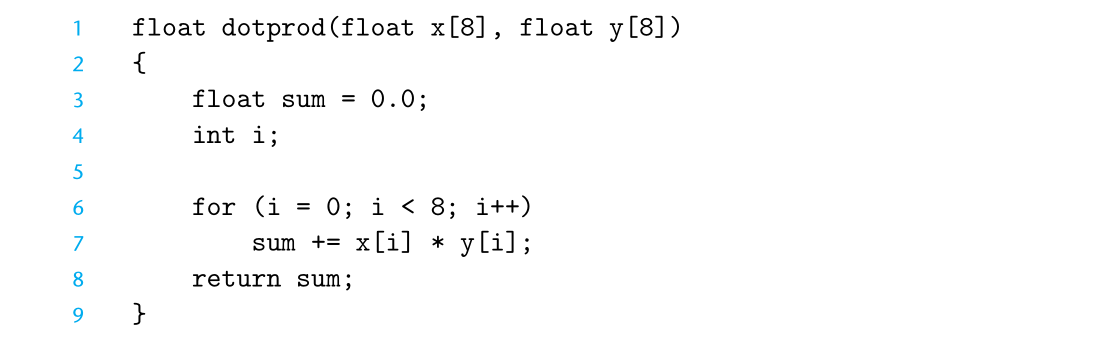 1 float dotprod(float x[8], float y[8])
2 {
3     float sum = 0.0;
4     int i;
5
6     for (i = 0; i < 8; i++)
7         sum += x[i] * y[i];
8     return sum;
9 }